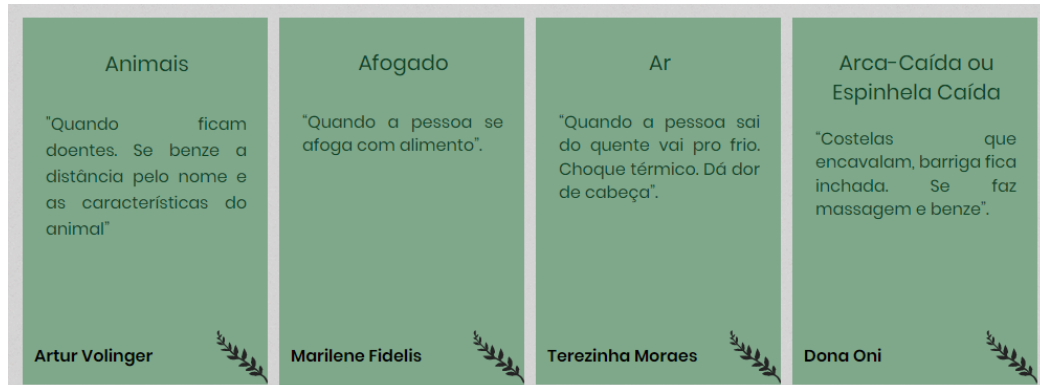 Animais
"Quando ficam
doentes. Se benze a
distância pelo nome e
as características do
animal"
Artur Volinger
Afogado
"Quando a pessoa se
afoga com alimento".
Marilene Fidelis
Ar
"Quando a pessoa sai
do quente vai pro frio.
Choque térmico. Dá dor
de cabeça".
Terezinha Moraes
Arca-Caída ou
Espinhela Caída
"Costelas que
encavalam, barriga fica
inchada. Se faz
massagem e benze".
Dona Oni